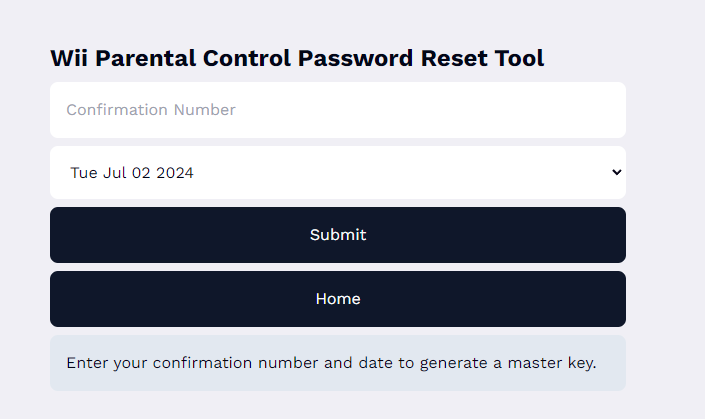 Wii Parental Control Password Reset Tool
Confirmation Number
Tue Jul 02 2024
Submit
Home
Enter your confirmation number and date to generate a master key.